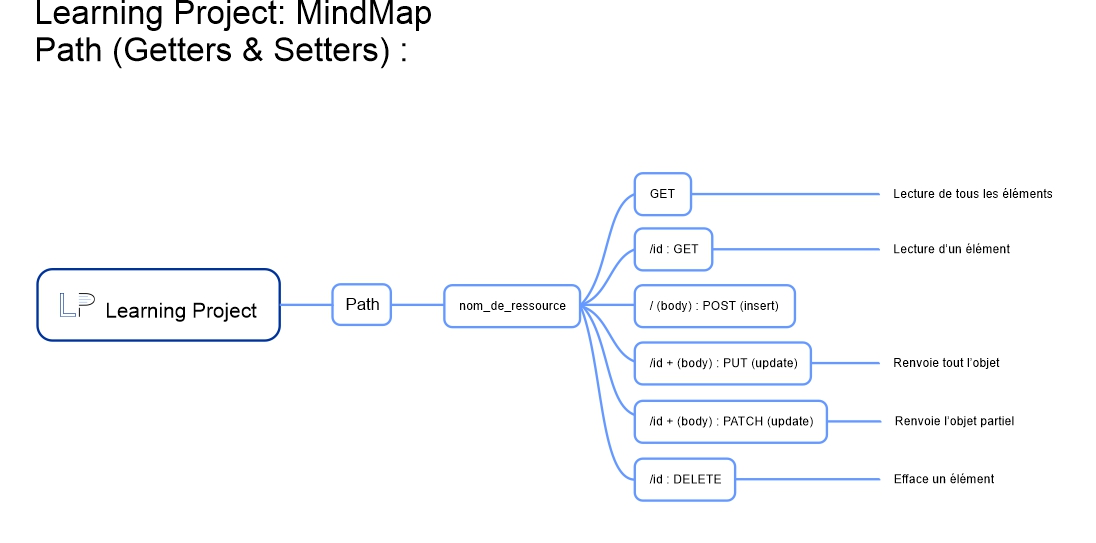 Learning Project: MindMap
Path (Getters & Setters) :
GET
Lecture de tous les éléments
/id : GET
Lecture d'un élément
LP Learning Project
Path
nom_de_ressource
/ (body) : POST (insert)
/id + (body) : PUT (update)
Renvoie tout l'objet
/id + (body) : PATCH (update)
Renvoie l'objet partiel
/id : DELETE
Efface un élément